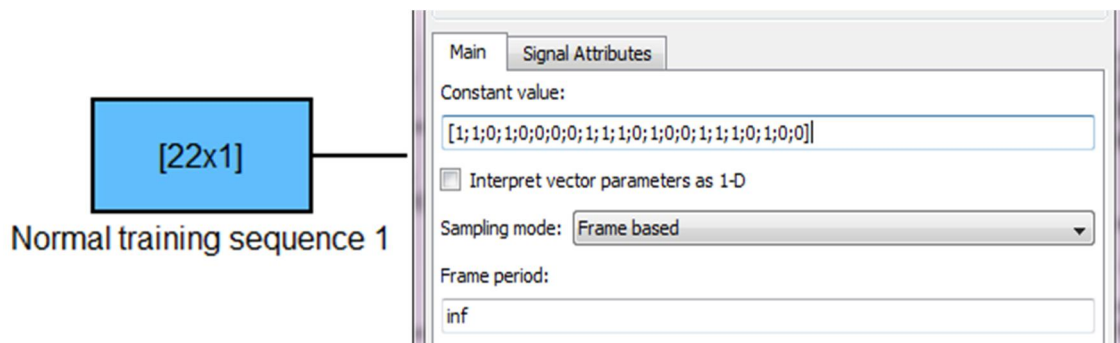 [22x1]
Normal training sequence 1
Main
Signal Attributes
Constant value:
[1;1;0;1;0;0;0;0;1;1;1;0;1;0;0;1;1;1;0;1;0;0]
Interpret vector parameters as 1-D
Sampling mode: Frame based
Frame period:
inf